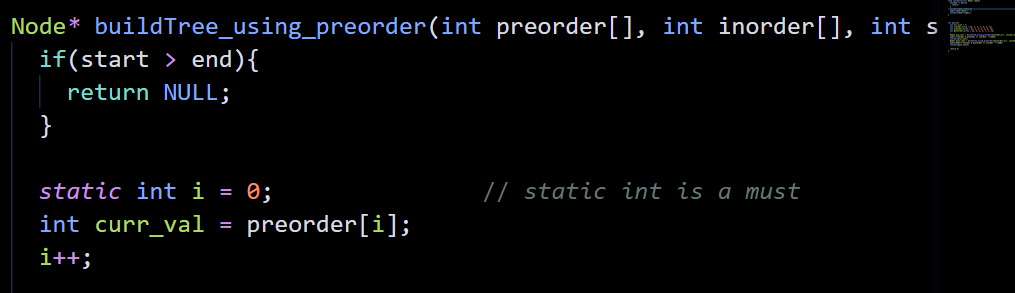 Node* buildTree_using_preorder(int preorder[], int inorder[], int s
if(start > end){
return NULL;
}
static int i = 0; // static int is a must
int curr_val = preorder[i];
i++;